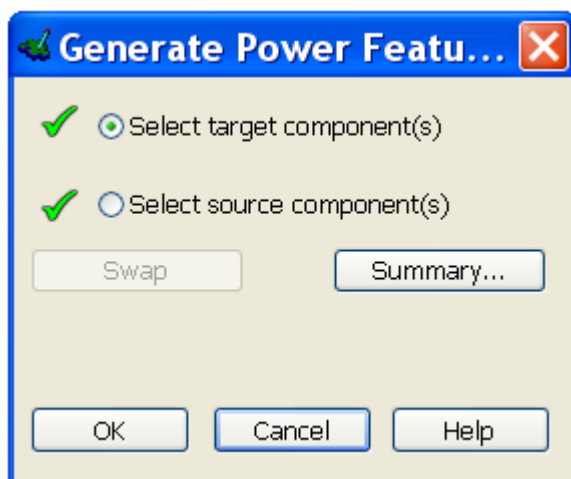 Generate Power Featu...
Select target component(s)
Select source component(s)
Swap Summary...
OK Cancel Help